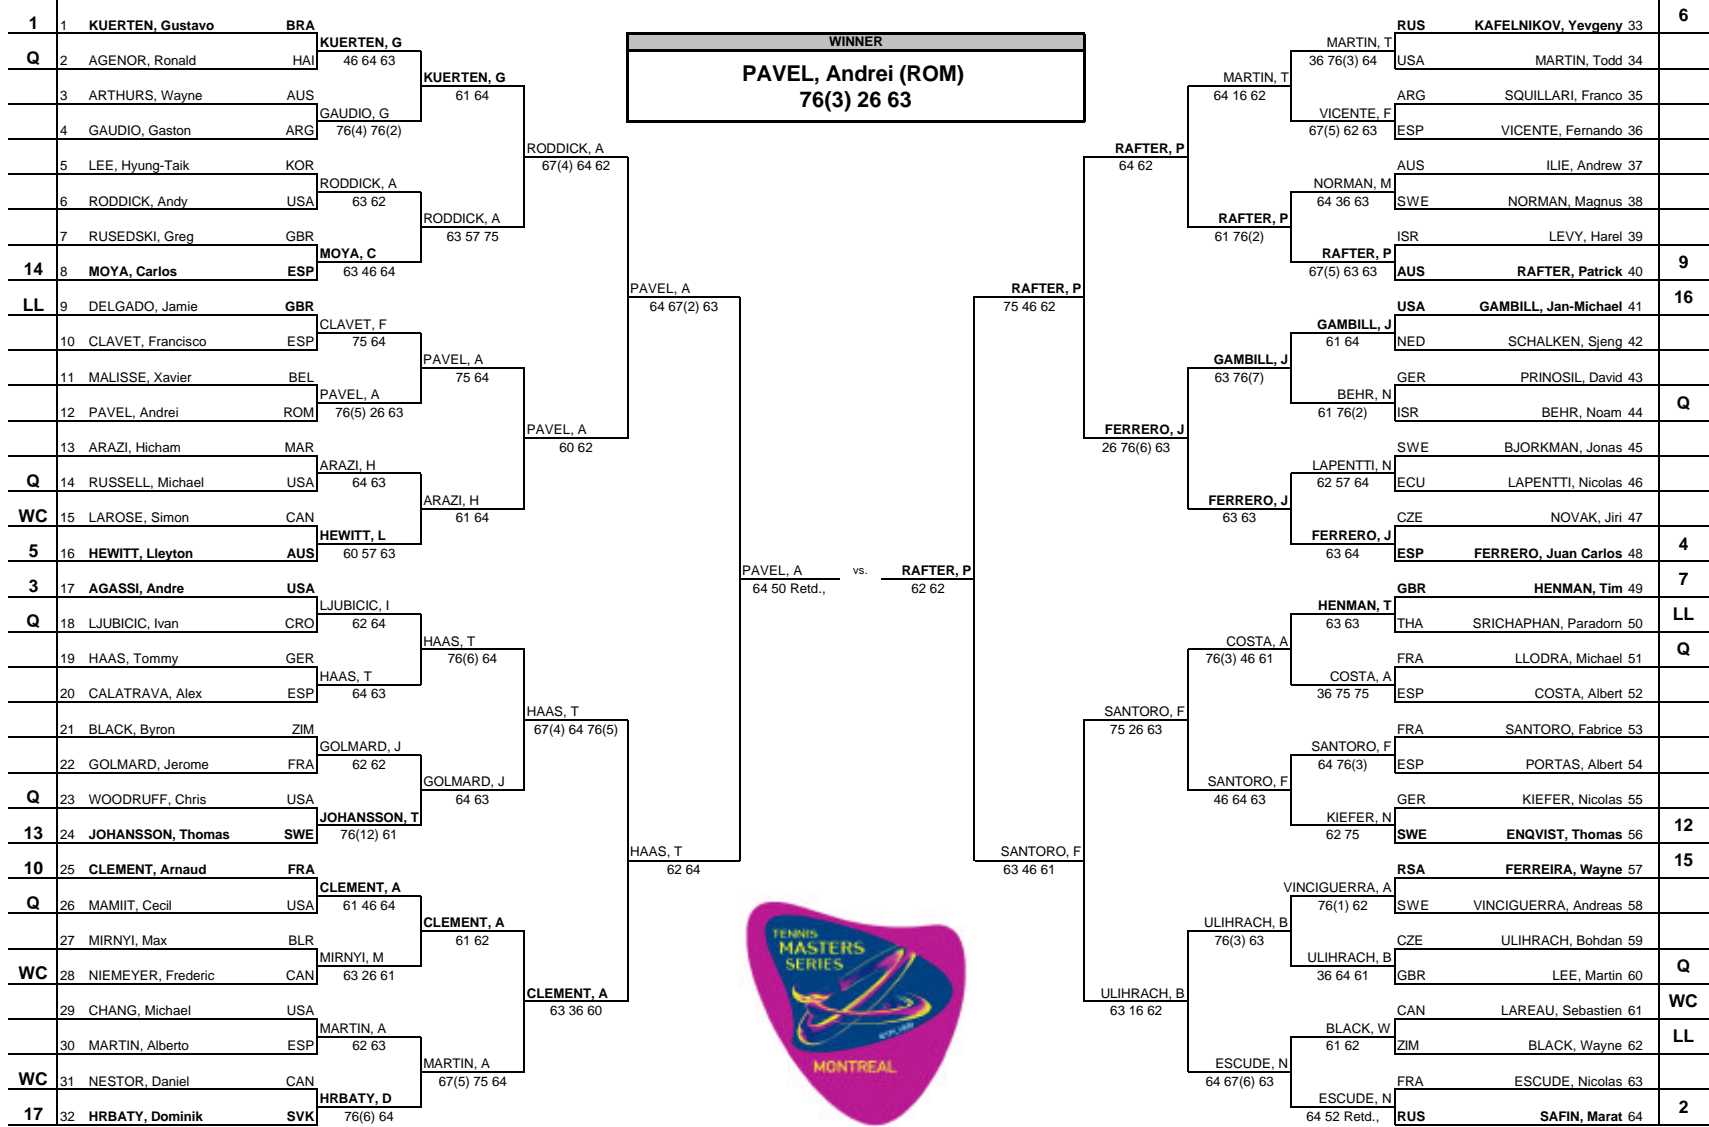 WINNER
PAVEL, Andrei (ROM)
76(3) 26 63
1 1 KUERTEN, Gustavo BRA
KUERTEN, G
Q 2 AGENOR, Ronald HAI
46 64 63
KUERTEN, G
3 ARTHURS, Wayne AUS
61 64
GAUDIO, G
4 GAUDIO, Gaston ARG
76(4) 76(2)
RODDICK, A
5 LEE, Hyung-Taik KOR
67(4) 64 62
RODDICK, A
6 RODDICK, Andy USA
63 62
RODDICK, A
7 RUSEDSKI, Greg GBR
63 57 75
MOYA, C
14 8 MOYA, Carlos ESP
63 46 64
PAVEL, A
LL 9 DELGADO, Jamie GBR
64 67(2) 63
CLAVET, F
10 CLAVET, Francisco ESP
75 64
PAVEL, A
11 MALISSE, Xavier BEL
75 64
PAVEL, A
12 PAVEL, Andrei ROM
76(5) 26 63
PAVEL, A
13 ARAZI, Hicham MAR
60 62
ARAZI, H
Q 14 RUSSELL, Michael USA
64 63
ARAZI, H
WC 15 LAROSE, Simon CAN
61 64
HEWITT, L
5 16 HEWITT, Lleyton AUS
60 57 63
PAVEL, A vs. RAFTER, P
64 50 Retd., 62 62
3 17 AGASSI, Andre USA
LJUBICIC, I
Q 18 LJUBICIC, Ivan CRO
62 64
HAAS, T
19 HAAS, Tommy GER
76(6) 64
HAAS, T
20 CALATRAVA, Alex ESP
64 63
HAAS, T
21 BLACK, Byron ZIM
67(4) 64 76(5)
GOLMARD, J
22 GOLMARD, Jerome FRA
62 62
GOLMARD, J
Q 23 WOODRUFF, Chris USA
64 63
JOHANSSON, T
13 24 JOHANSSON, Thomas SWE
76(12) 61
HAAS, T
10 25 CLEMENT, Arnaud FRA
62 64
CLEMENT, A
Q 26 MAMIIT, Cecil USA
61 46 64
CLEMENT, A
27 MIRNYI, Max BLR
61 62
MIRNYI, M
WC 28 NIEMEYER, Frederic CAN
63 26 61
CLEMENT, A
29 CHANG, Michael USA
63 36 60
MARTIN, A
30 MARTIN, Alberto ESP
62 63
MARTIN, A
WC 31 NESTOR, Daniel CAN
67(5) 75 64
HRBATY, D
17 32 HRBATY, Dominik SVK
76(6) 64
RUS KAFELNIKOV, Yevgeny 33 6
MARTIN, T
36 76(3) 64
USA MARTIN, Todd 34
MARTIN, T
64 16 62
ARG SQUILLARI, Franco 35
VICENTE, F
67(5) 62 63
ESP VICENTE, Fernando 36
RAFTER, P
64 62
AUS ILIE, Andrew 37
NORMAN, M
64 36 63
SWE NORMAN, Magnus 38
RAFTER, P
61 76(2)
ISR LEVY, Harel 39
RAFTER, P
67(5) 63 63
AUS RAFTER, Patrick 40 9
RAFTER, P
75 46 62
USA GAMBILL, Jan-Michael 41 16
GAMBILL, J
61 64
NED SCHALKEN, Sjeng 42
GAMBILL, J
63 76(7)
GER PRINOSIL, David 43
BEHR, N
61 76(2)
ISR BEHR, Noam 44 Q
FERRERO, J
26 76(6) 63
SWE BJORKMAN, Jonas 45
LAPENTTI, N
62 57 64
ECU LAPENTTI, Nicolas 46
FERRERO, J
63 63
CZE NOVAK, Jiri 47
FERRERO, J
63 64
ESP FERRERO, Juan Carlos 48 4
GBR HENMAN, Tim 49 7
HENMAN, T
63 63
THA SRICHAPHAN, Paradorn 50 LL
COSTA, A
76(3) 46 61
FRA LLODRA, Michael 51 Q
COSTA, A
36 75 75
ESP COSTA, Albert 52
SANTORO, F
75 26 63
FRA SANTORO, Fabrice 53
SANTORO, F
64 76(3)
ESP PORTAS, Albert 54
SANTORO, F
46 64 63
GER KIEFER, Nicolas 55
KIEFER, N
62 75
SWE ENQVIST, Thomas 56 12
SANTORO, F
63 46 61
RSA FERREIRA, Wayne 57 15
VINCIGUERRA, A
76(1) 62
SWE VINCIGUERRA, Andreas 58
ULIHRACH, B
76(3) 63
CZE ULIHRACH, Bohdan 59
ULIHRACH, B
36 64 61
GBR LEE, Martin 60 Q
ULIHRACH, B
63 16 62
CAN LAREAU, Sebastien 61 WC
BLACK, W
61 62
ZIM BLACK, Wayne 62 LL
ESCUDE, N
64 67(6) 63
FRA ESCUDE, Nicolas 63
ESCUDE, N
64 52 Retd.,
RUS SAFIN, Marat 64 2
TENNIS
MASTERS
SERIES
MONTREAL